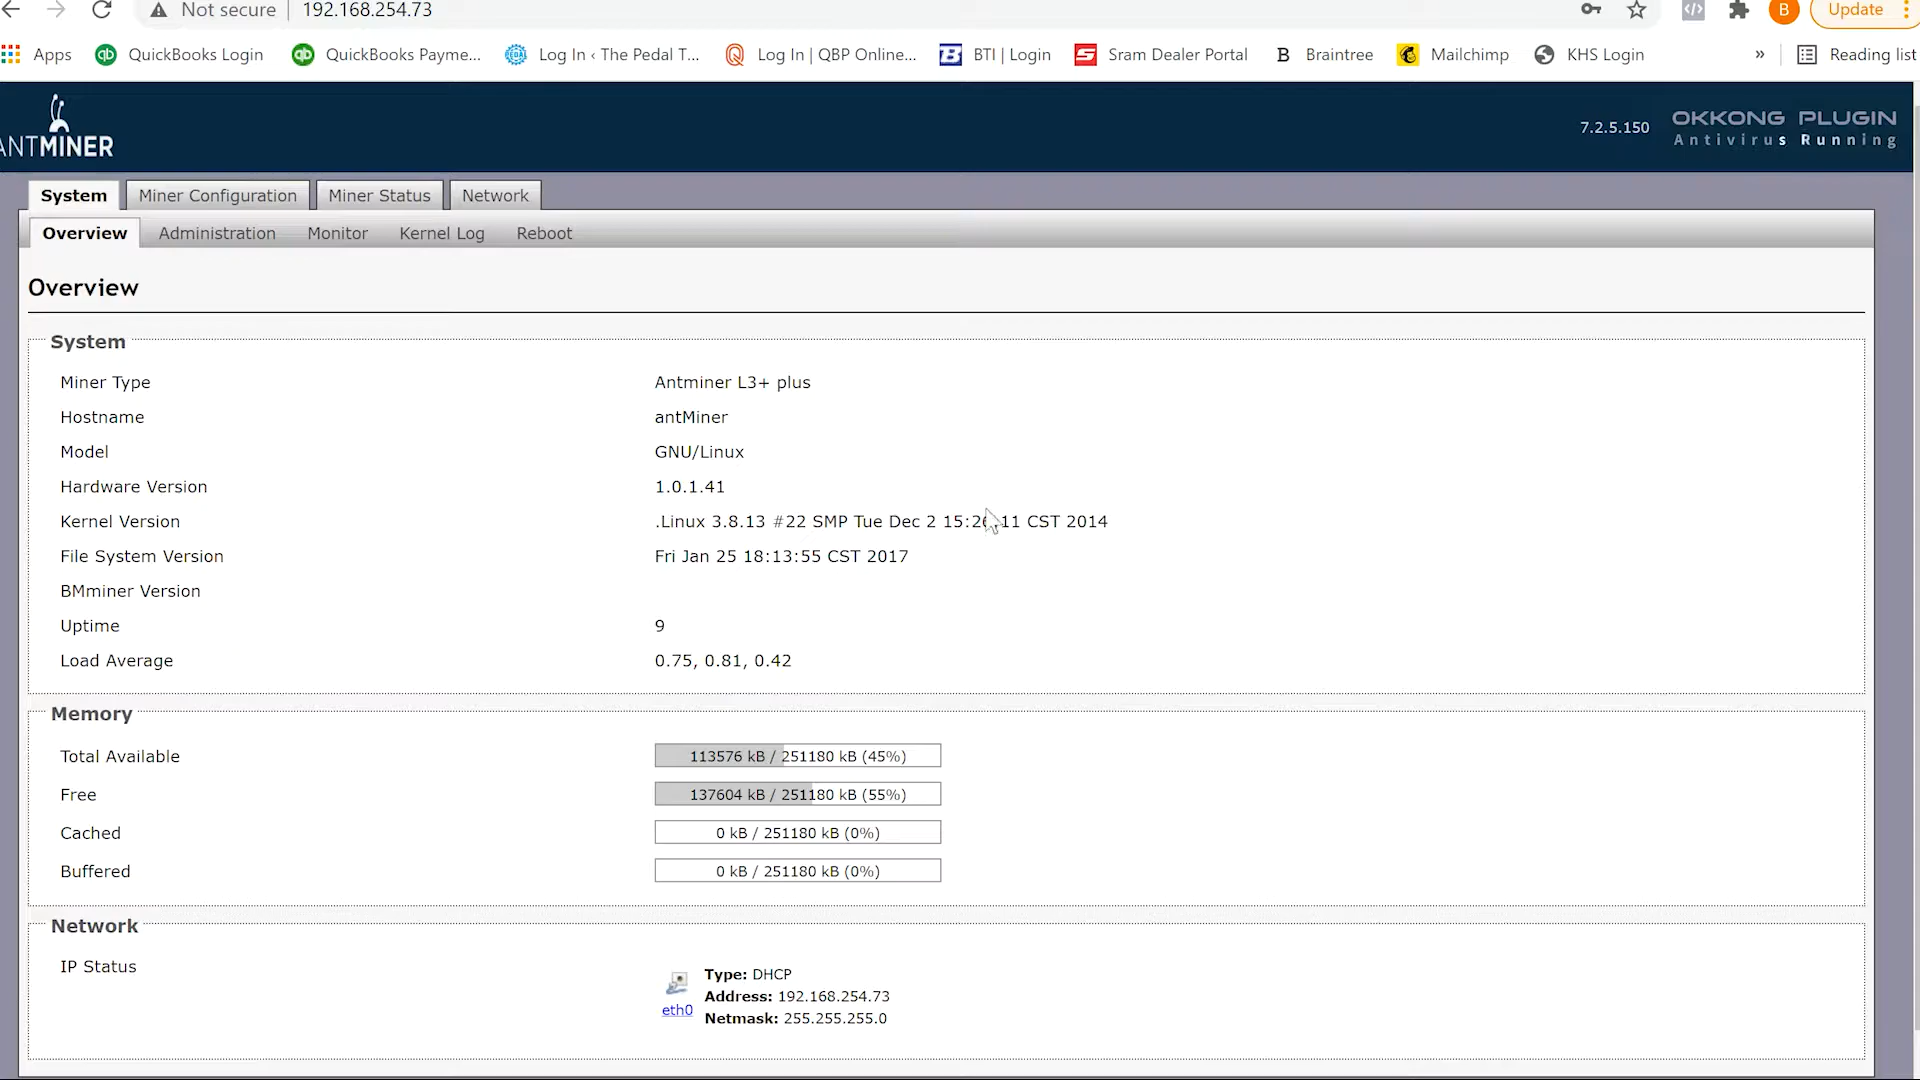 Not secure 192.168.254.73 B Update
Apps QuickBooks Login QuickBooks Payme... Log In ‹ The Pedal T... Log In | QBP Online... BTI | Login Sram Dealer Portal B Braintree Mailchimp KHS Login » Reading list
ANTMINER 7.2.5.150 OKKONG PLUGIN
Antivirus Running
System Miner Configuration Miner Status Network
Overview Administration Monitor Kernel Log Reboot
Overview
System
Miner Type Antminer L3+ plus
Hostname antMiner
Model GNU/Linux
Hardware Version 1.0.1.41
Kernel Version .Linux 3.8.13 #22 SMP Tue Dec 2 15:26:11 CST 2014
File System Version Fri Jan 25 18:13:55 CST 2017
BMminer Version
Uptime 9
Load Average 0.75, 0.81, 0.42
Memory
Total Available 113576 kB / 251180 kB (45%)
Free 137604 kB / 251180 kB (55%)
Cached 0 kB / 251180 kB (0%)
Buffered 0 kB / 251180 kB (0%)
Network
IP Status
Type: DHCP
Address: 192.168.254.73
eth0
Netmask: 255.255.255.0